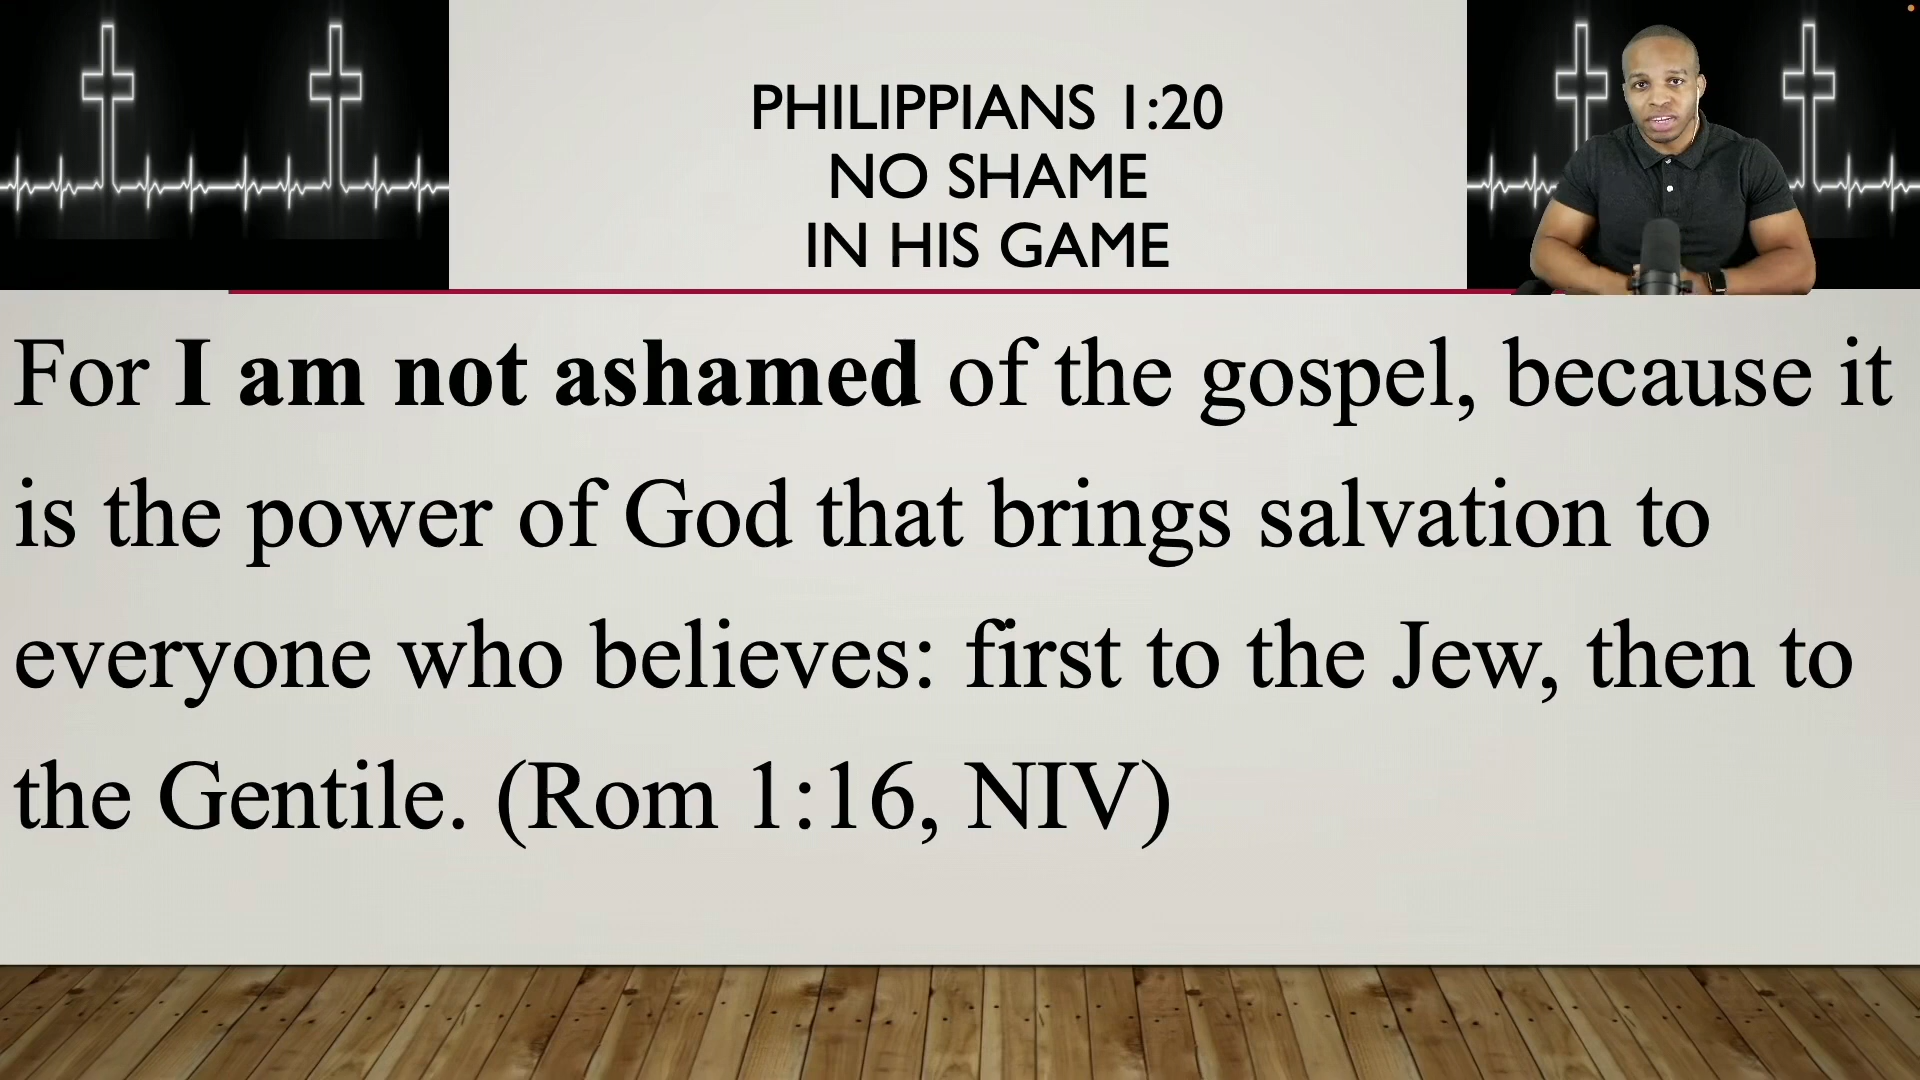 PHILIPPIANS 1:20
NO SHAME
IN HIS GAME
For I am not ashamed of the gospel, because it
is the power of God that brings salvation to
everyone who believes: first to the Jew, then to
the Gentile. (Rom 1:16, NIV)